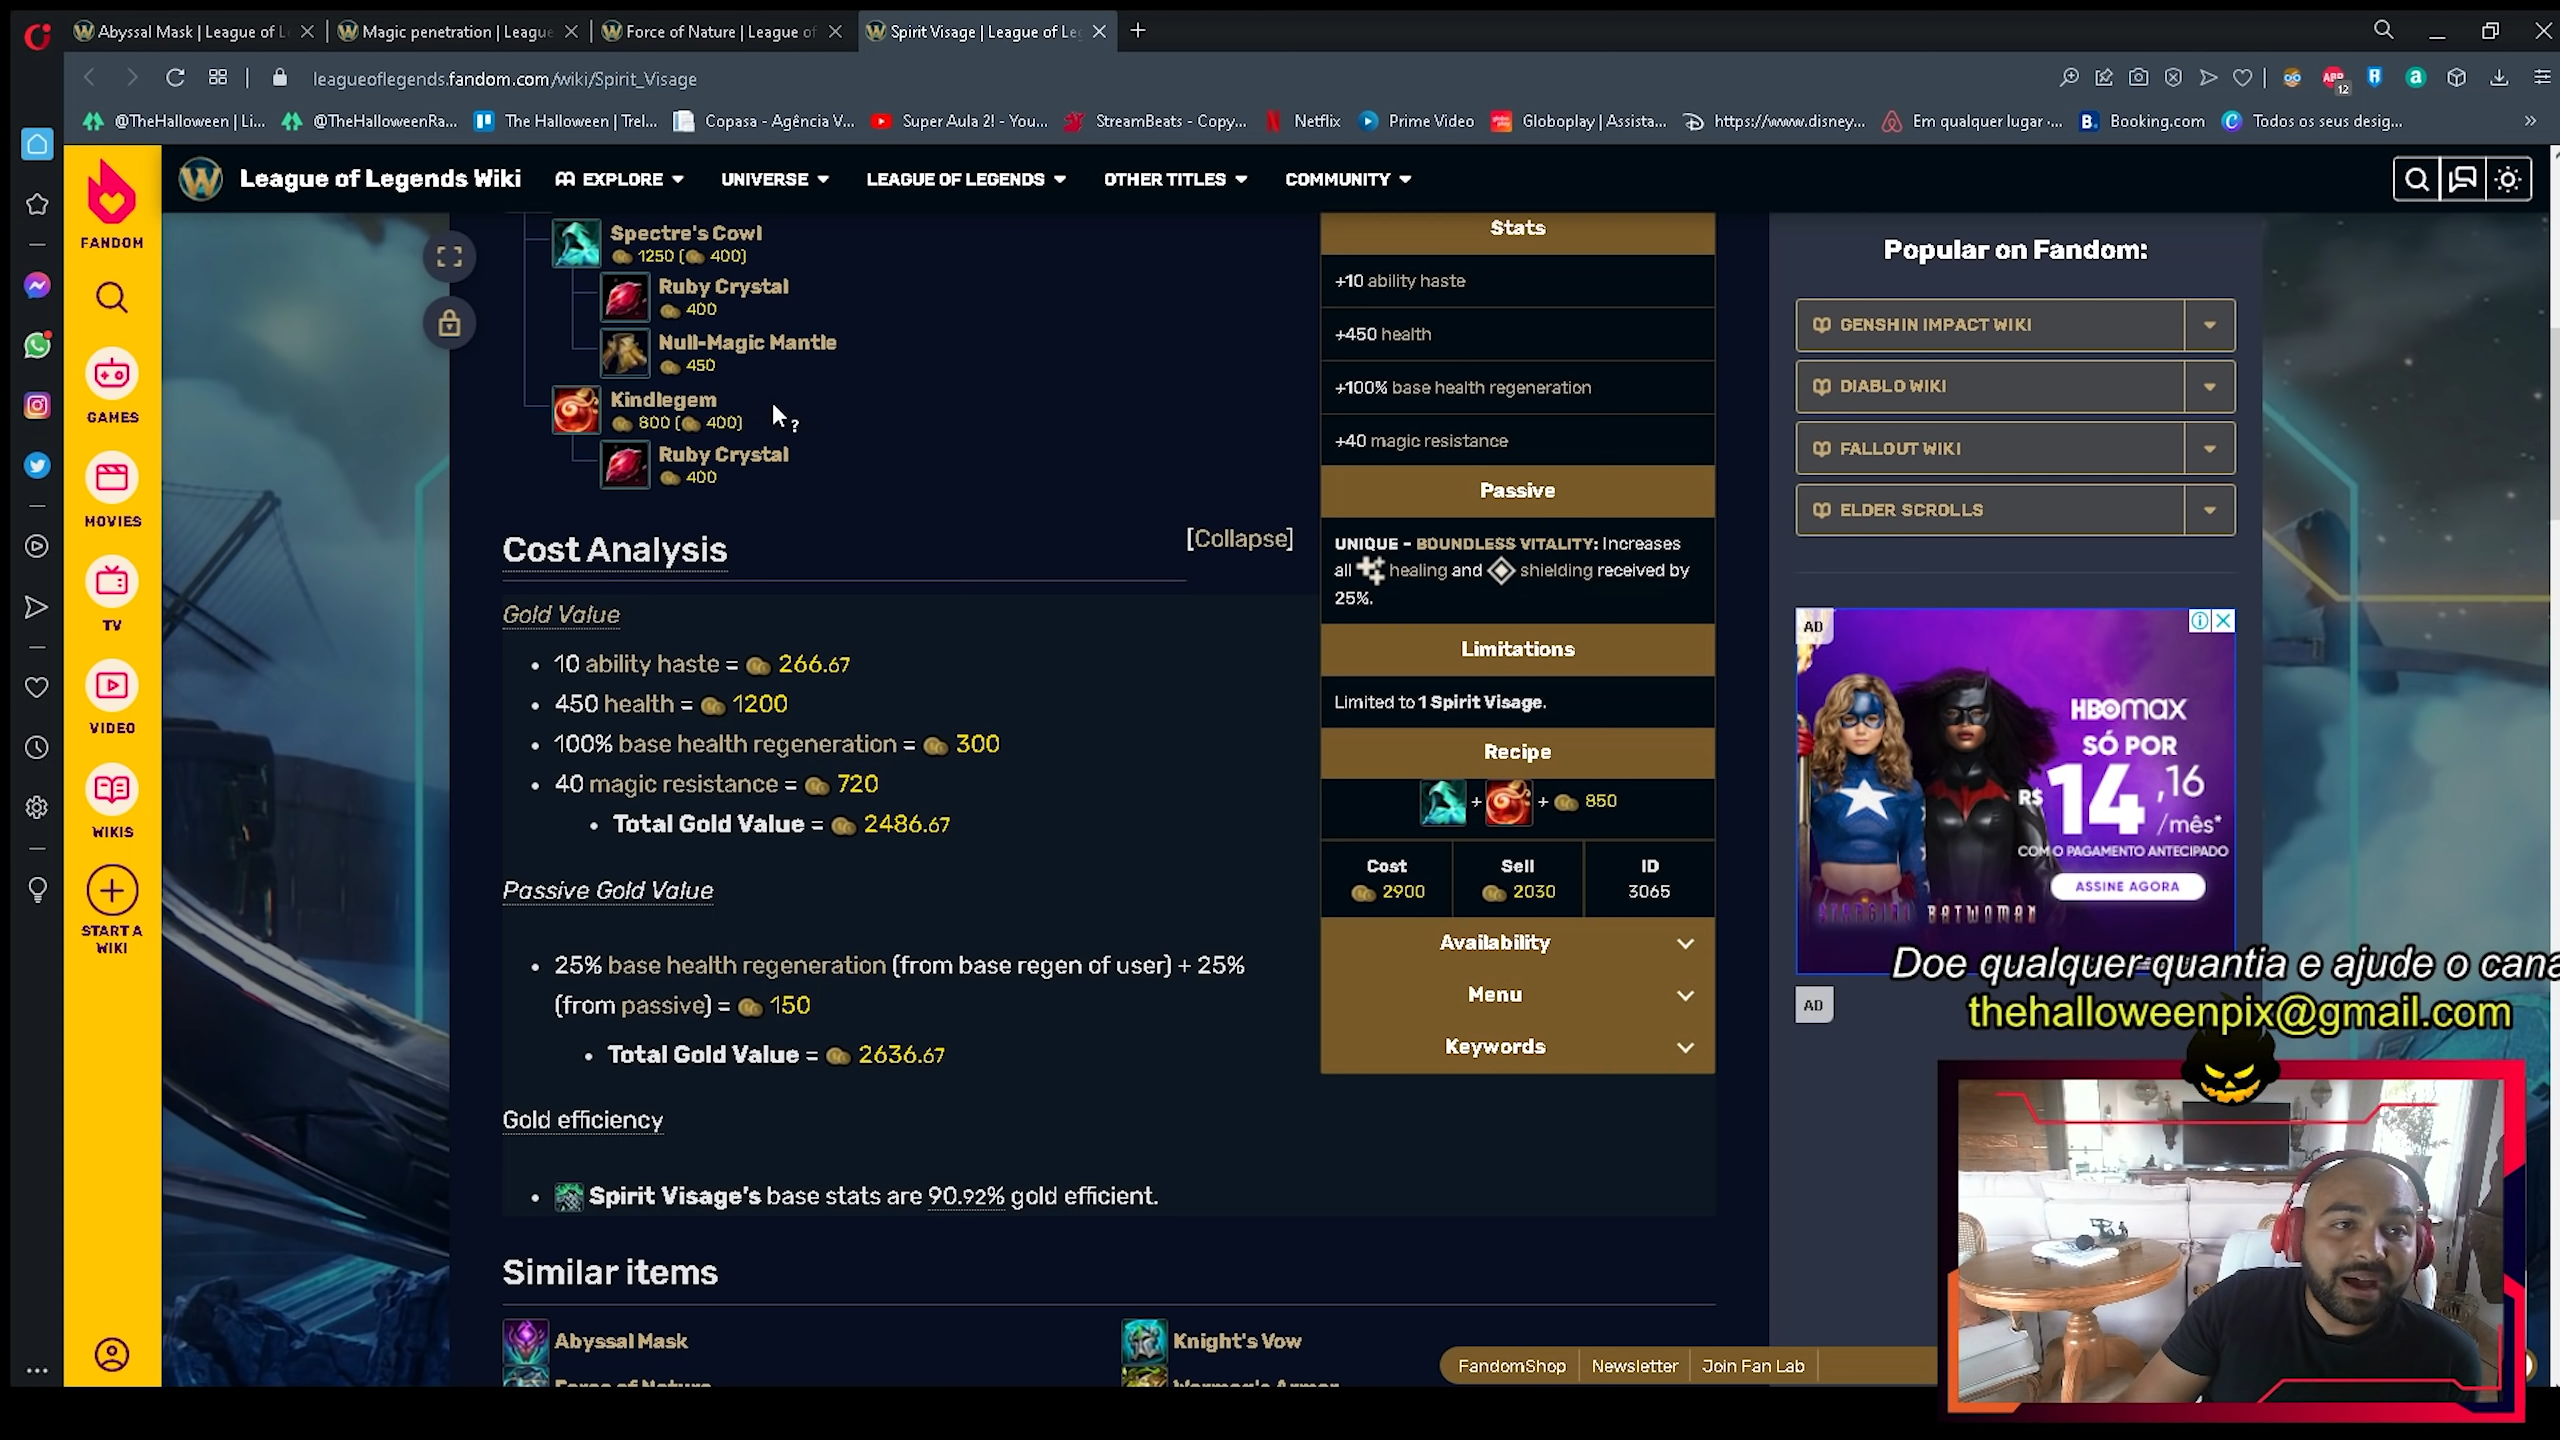 Abyssal Mask | League of L
Magic penetration | League
Force of Nature | League of
Spirit Visage | League of Leg
leagueoflegends.fandom.com/wiki/Spirit_Visage
ABP
12
@TheHalloween | Li...
@TheHalloweenRa...
The Halloween | Trel...
Copasa - Agência V...
Super Aula 2! - You...
StreamBeats - Copy...
Netflix
Prime Video
Globoplay | Assista...
https://www.disney...
Em qualquer lugar ·...
Booking.com
Todos os seus desig...
FANDOM
GAMES
MOVIES
TV
VIDEO
WIKIS
START A
WIKI
League of Legends Wiki
EXPLORE
UNIVERSE
LEAGUE OF LEGENDS
OTHER TITLES
COMMUNITY
Spectre's Cowl
1250 (400)
Ruby Crystal
400
Null-Magic Mantle
450
Kindlegem
800 (400)
Ruby Crystal
400
Cost Analysis
[Collapse]
Gold Value
• 10 ability haste = 266.67
• 450 health = 1200
• 100% base health regeneration = 300
• 40 magic resistance = 720
• Total Gold Value = 2486.67
Passive Gold Value
• 25% base health regeneration (from base regen of user) + 25%
(from passive) = 150
• Total Gold Value = 2636.67
Gold efficiency
• Spirit Visage's base stats are 90.92% gold efficient.
Similar items
Abyssal Mask
Knight's Vow
Force of Nature
Warmog's Armor
Stats
+10 ability haste
+450 health
+100% base health regeneration
+40 magic resistance
Passive
UNIQUE - BOUNDLESS VITALITY: Increases
all healing and shielding received by
25%.
Limitations
Limited to 1 Spirit Visage.
Recipe
+ + 850
Cost
2900
Sell
2030
ID
3065
Availability
Menu
Keywords
Popular on Fandom:
GENSHIN IMPACT WIKI
DIABLO WIKI
FALLOUT WIKI
ELDER SCROLLS
AD
HBOmax
SÓ POR
R$ 14,16
/mês*
COM O PAGAMENTO ANTECIPADO
ASSINE AGORA
STARGIRL BATWOMAN
AD
Doe qualquer quantia e ajude o cana
thehalloweenpix@gmail.com
FandomShop
Newsletter
Join Fan Lab